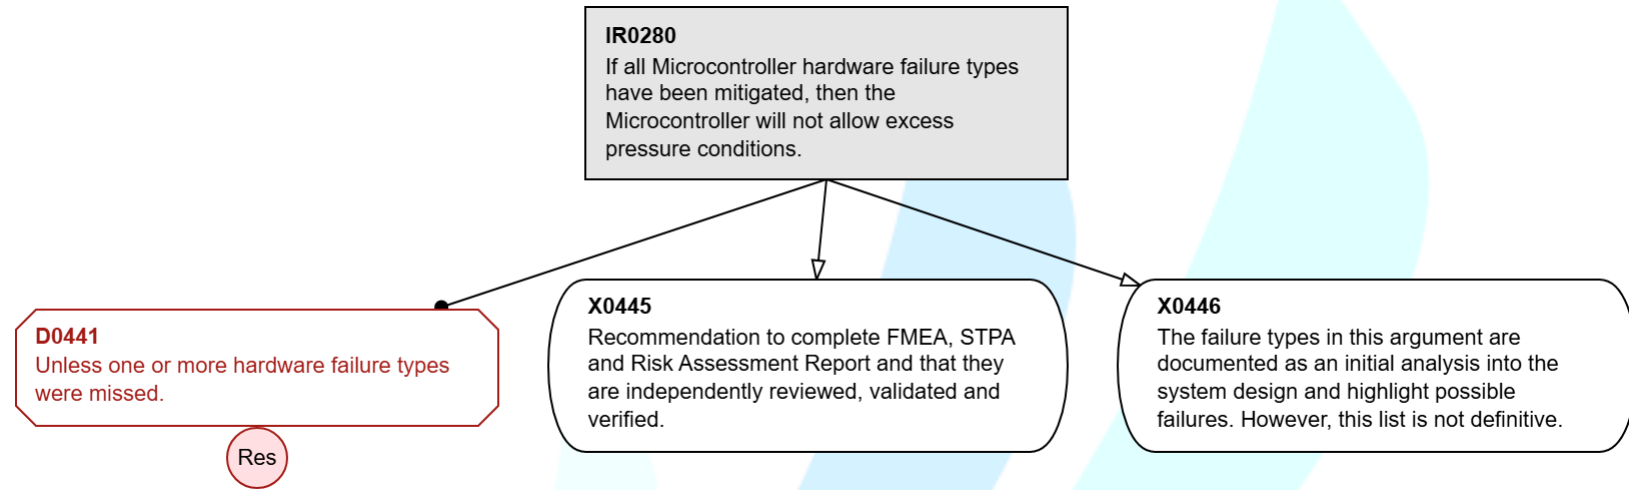 IR0280
If all Microcontroller hardware failure types
have been mitigated, then the
Microcontroller will not allow excess
pressure conditions.
D0441
Unless one or more hardware failure types
were missed.
Res
X0445
Recommendation to complete FMEA, STPA
and Risk Assessment Report and that they
are independently reviewed, validated and
verified.
X0446
The failure types in this argument are
documented as an initial analysis into the
system design and highlight possible
failures. However, this list is not definitive.